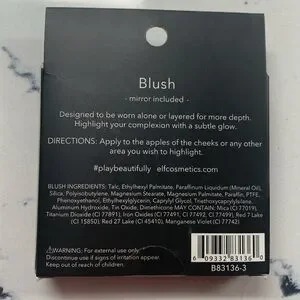 Blush
- mirror included -
Designed to be worn alone or layered for more depth.
Highlight your complexion with a subtle glow.
DIRECTIONS: Apply to the apples of the cheeks or any other
area you wish to highlight.
#playbeautifully elfcosmetics.com
BLUSH INGREDIENTS: Talc, Ethylhexyl Palmitate, Paraffinum Liquidum (Mineral Oil),
Silica, Polyisobutylene, Magnesium Stearate, Magnesium Palmitate, Paraffin, PTFE,
Phenoxyethanol, Ethylhexylglycerin, Caprylyl Glycol, Triethoxycaprylylsilane,
Aluminum Hydroxide, Tin Oxide, Dimethicone MAY CONTAIN: Mica (CI 77019),
Titanium Dioxide (CI 77891), Iron Oxides (CI 77491, CI 77492, CI 77499), Red 7 Lake
(CI 15850), Red 27 Lake (CI 45410), Manganese Violet (CI 77742)
⚠WARNING: For external use only.
Discontinue use if signs of irritation appear.
Keep out of reach of children.
6 09332 83136 0
B83136-3